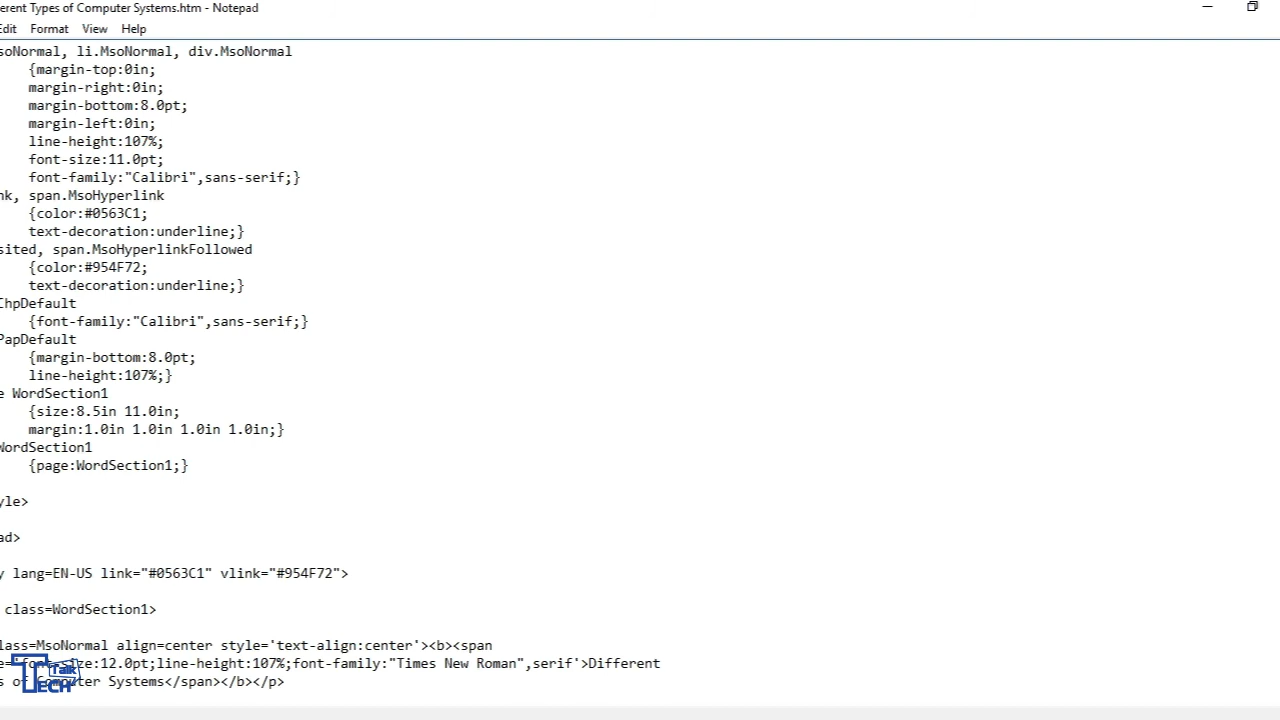 erent Types of Computer Systems.htm - Notepad
Edit Format View Help
soNormal, li.MsoNormal, div.MsoNormal
{margin-top:0in;
margin-right:0in;
margin-bottom:8.0pt;
margin-left:0in;
line-height:107%;
font-size:11.0pt;
font-family:"Calibri",sans-serif;}
nk, span.MsoHyperlink
{color:#0563C1;
text-decoration:underline;}
sited, span.MsoHyperlinkFollowed
{color:#954F72;
text-decoration:underline;}
ChpDefault
{font-family:"Calibri",sans-serif;}
PapDefault
{margin-bottom:8.0pt;
line-height:107%;}
e WordSection1
{size:8.5in 11.0in;
margin:1.0in 1.0in 1.0in 1.0in;}
WordSection1
{page:WordSection1;}
yle>
ad>
y lang=EN-US link="#0563C1" vlink="#954F72">
class=WordSection1>
lass=MsoNormal align=center style='text-align:center'><b><span
e='font-size:12.0pt;line-height:107%;font-family:"Times New Roman",serif'>Different
s of Computer Systems</span></b></p>
Talk
TECH